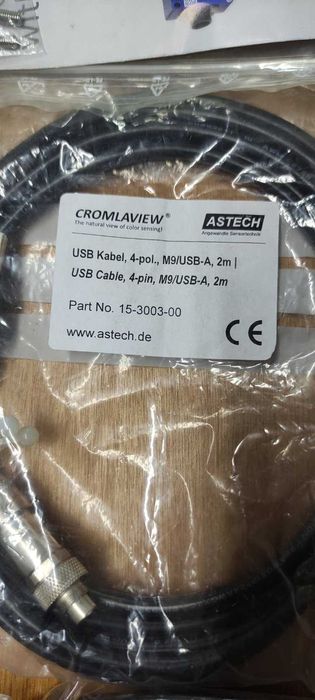 CROMLAVIEW®
The natural view of color sensing!
ASTECH
Angewandte Sensortechnik
USB Kabel, 4-pol., M9/USB-A, 2m |
USB Cable, 4-pin, M9/USB-A, 2m
Part No. 15-3003-00
www.astech.de
CE